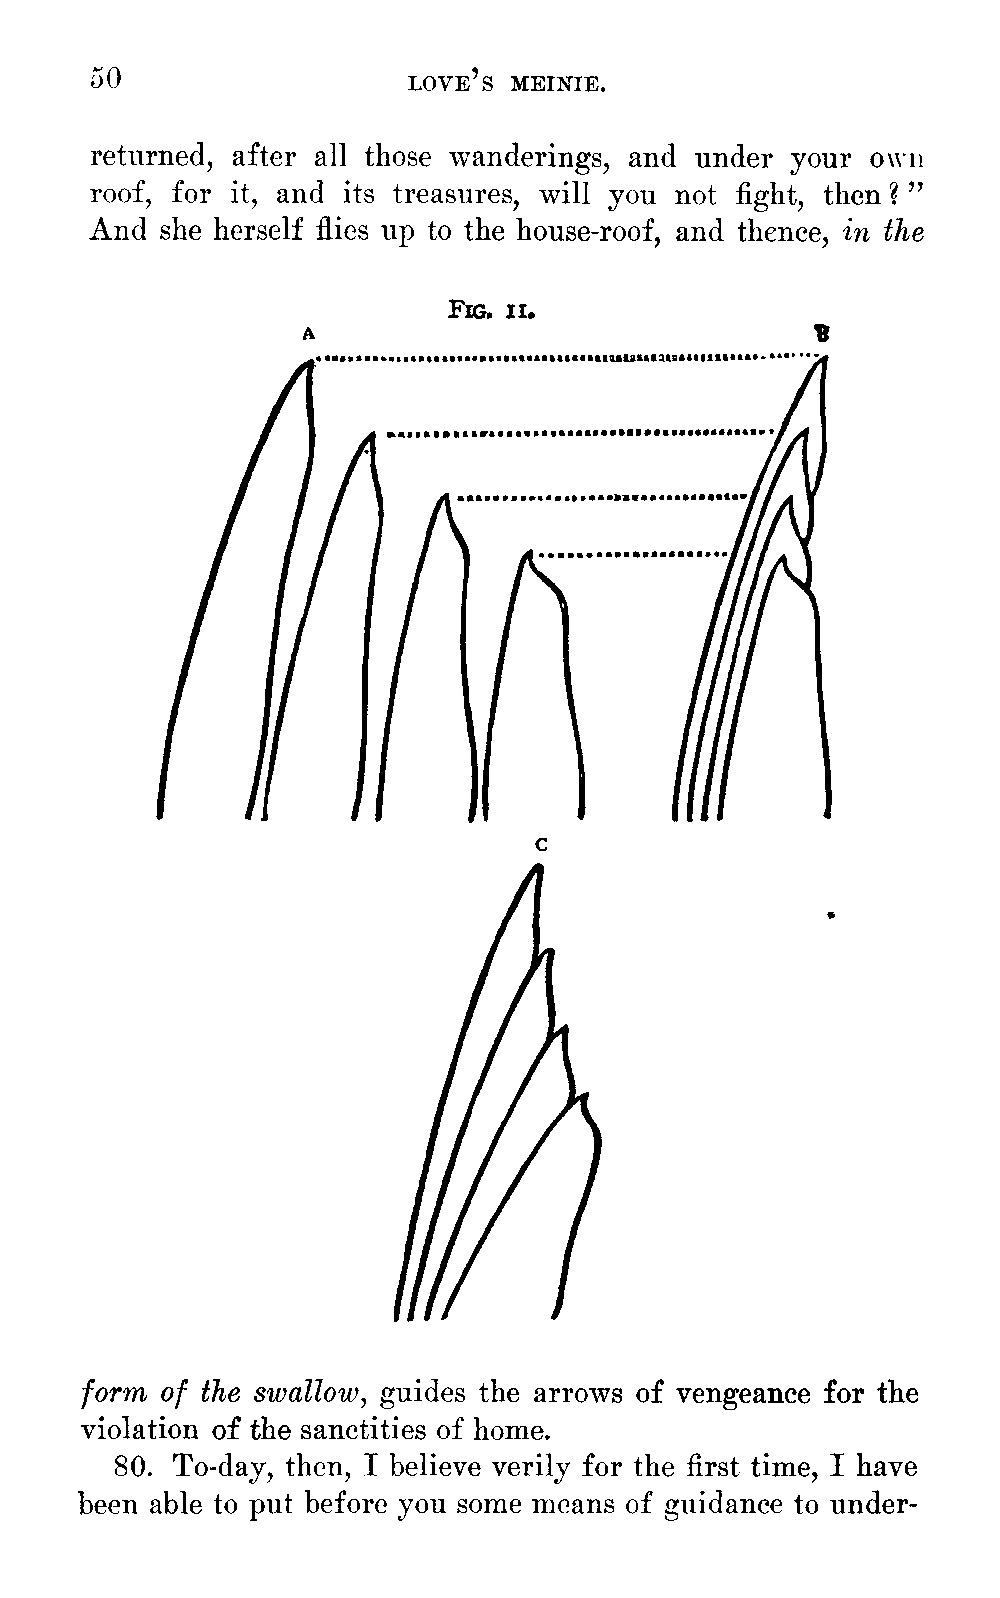 50 LOVE'S MEINIE.
returned, after all those wanderings, and under your own
roof, for it, and its treasures, will you not fight, then?"
And she herself flies up to the house-roof, and thence, in the
FIG. II.
A B
C
form of the swallow, guides the arrows of vengeance for the
violation of the sanctities of home.
80. To-day, then, I believe verily for the first time, I have
been able to put before you some means of guidance to under-